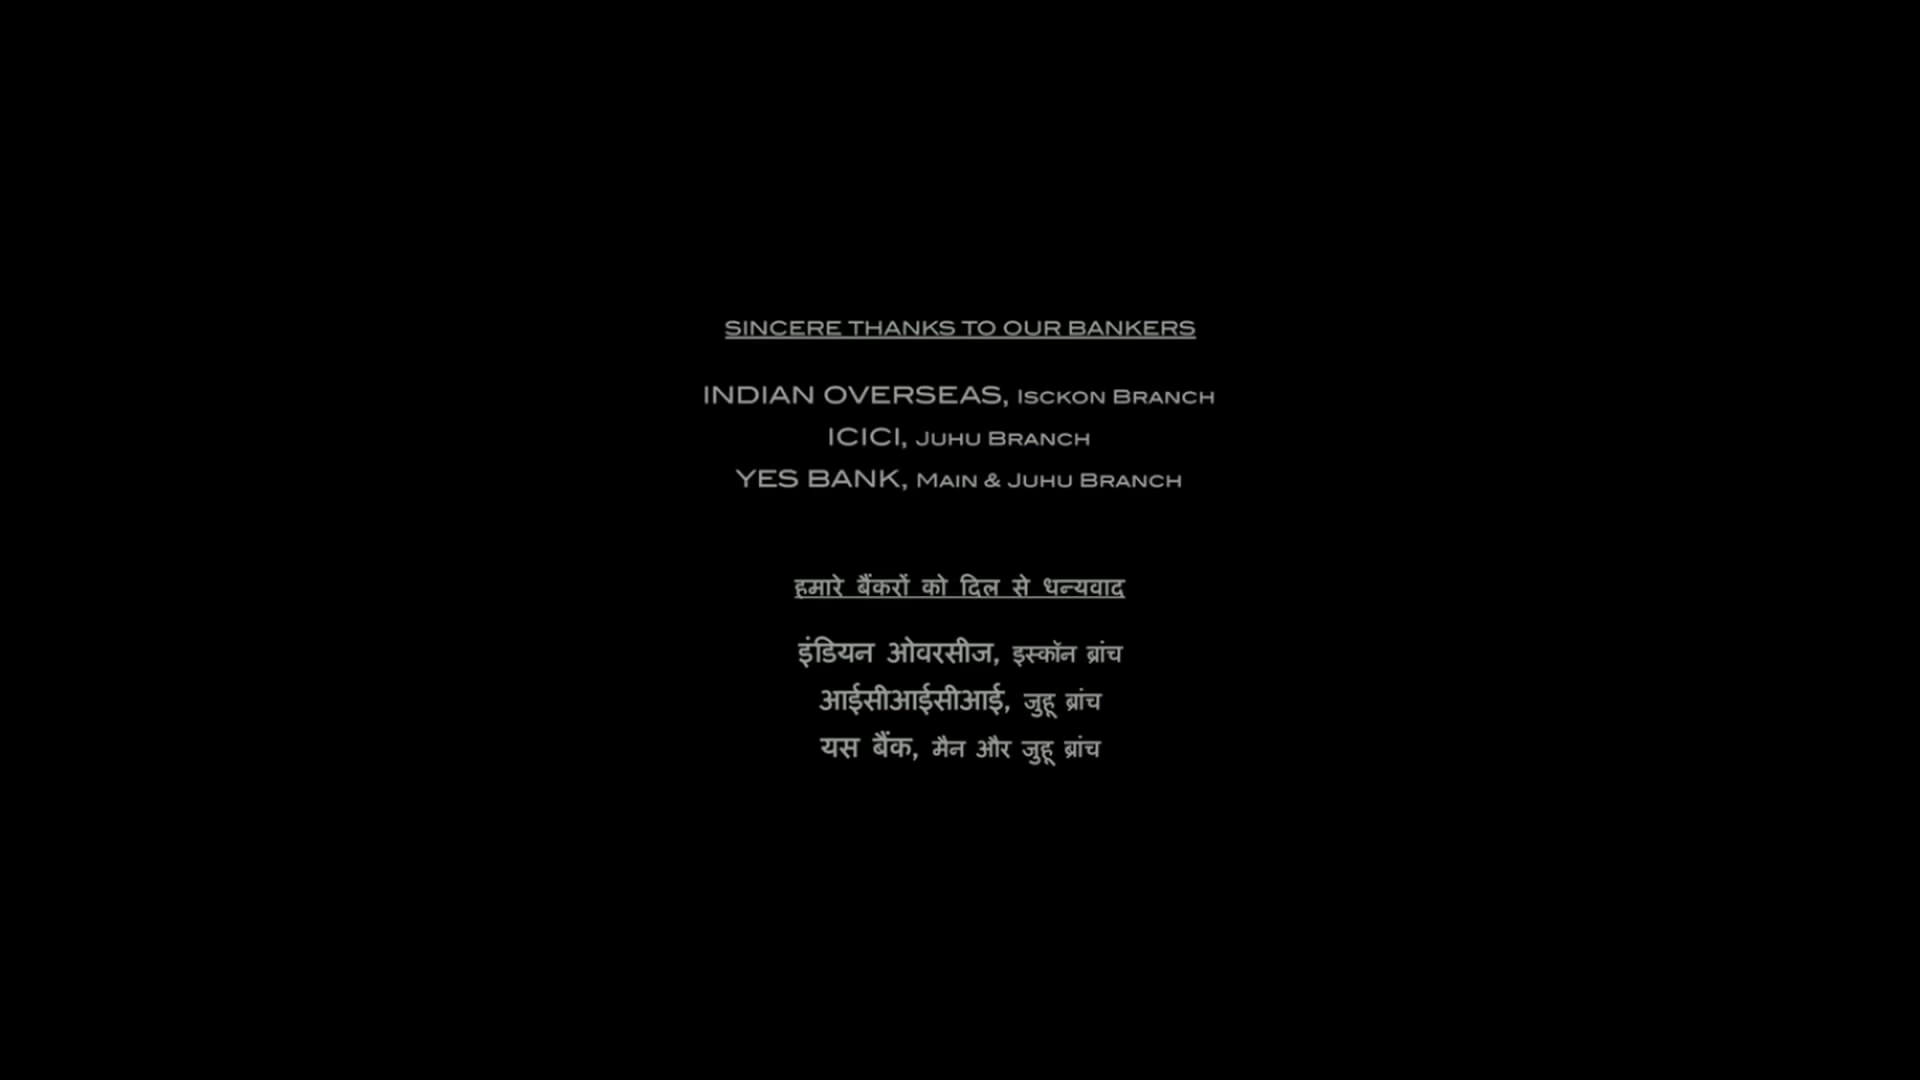 SINCERE THANKS TO OUR BANKERS
INDIAN OVERSEAS, ISCKON BRANCH
ICICI, JUHU BRANCH
YES BANK, MAIN & JUHU BRANCH
हमारे बैंकरों को दिल से धन्यवाद
इंडियन ओवरसीज, इस्कॉन ब्रांच
आईसीआईसीआई, जुहू ब्रांच
यस बैंक, मैन और जुहू ब्रांच